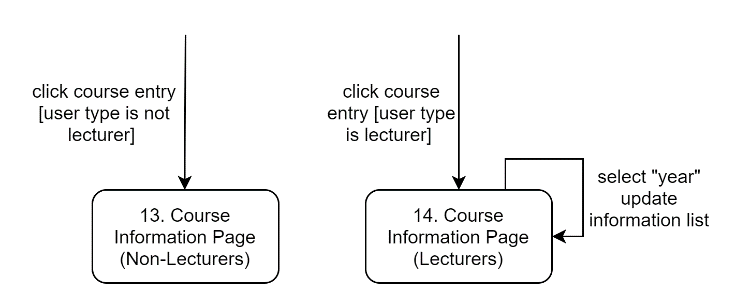 click course entry
[user type is not
lecturer]
click course
entry [user type
is lecturer]
select "year"
update
information list
13. Course
Information Page
(Non-Lecturers)
14. Course
Information Page
(Lecturers)